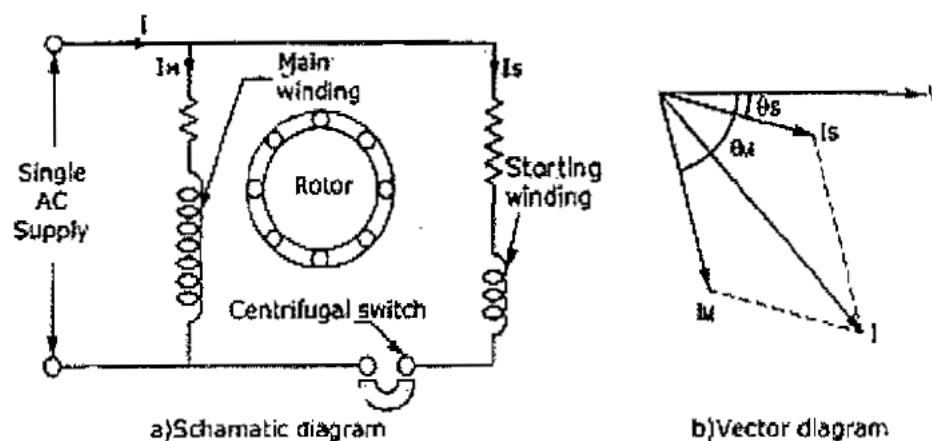 I
IM
Main
winding
Is
Single
AC
Supply
Rotor
Starting
winding
Centrifugal switch
a)Schamatic diagram
V
θS
Is
θM
IM
I
b)Vector diagram